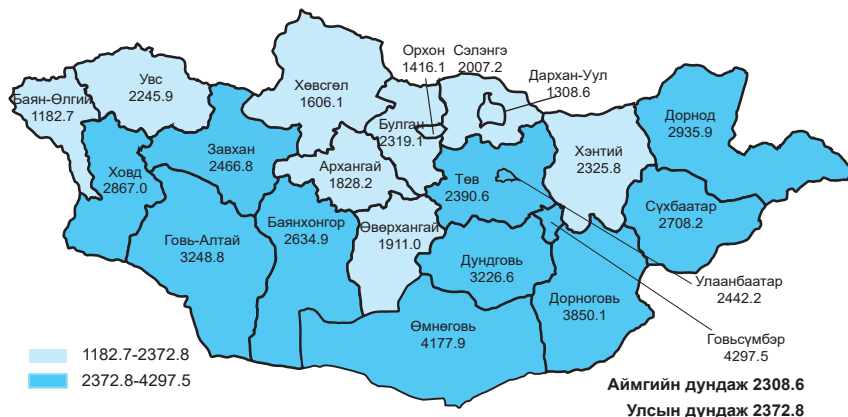 Орхон
1416.1
Сэлэнгэ
2007.2
Увс
2245.9
Хөвсгөл
1606.1
Дархан-Уул
1308.6
Баян-Өлгий
1182.7
Дорнод
2935.9
Булган
2319.1
Завхан
2466.8
Хэнтий
2325.8
Ховд
2867.0
Архангай
1828.2
Төв
2390.6
Сүхбаатар
2708.2
Баянхонгор
2634.9
Өвөрхангай
1911.0
Говь-Алтай
3248.8
Дундговь
3226.6
Улаанбаатар
2442.2
Дорноговь
3850.1
Өмнөговь
4177.9
Говьсүмбэр
4297.5
1182.7-2372.8
2372.8-4297.5
Аймгийн дундаж 2308.6
Улсын дундаж 2372.8